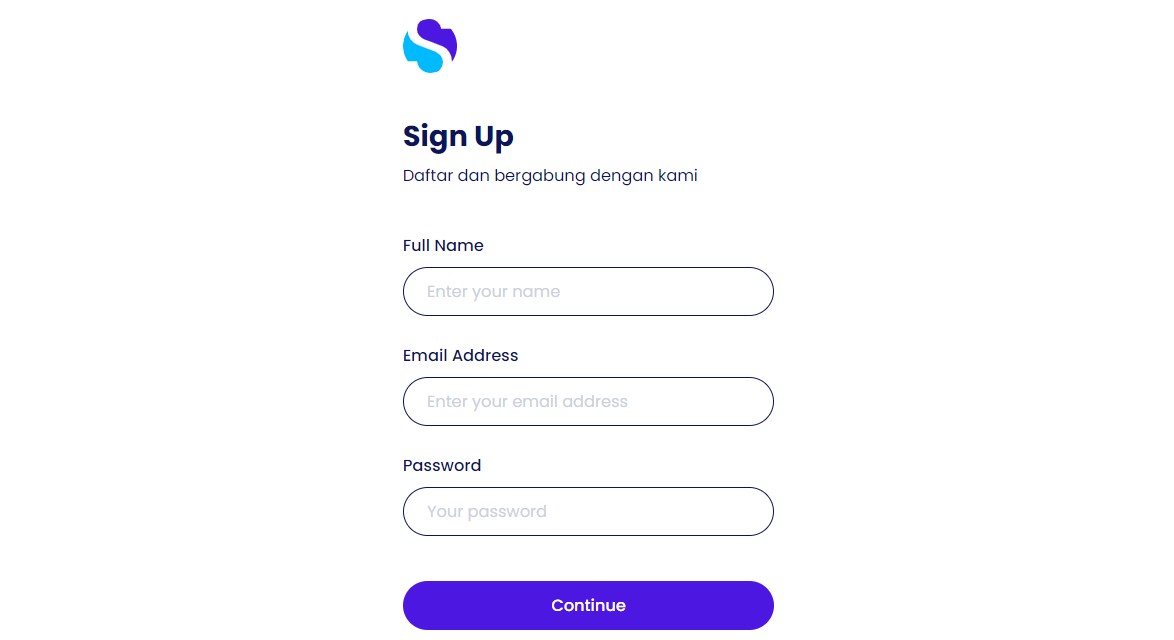 Sign Up
Daftar dan bergabung dengan kami
Full Name
Enter your name
Email Address
Enter your email address
Password
Your password
Continue